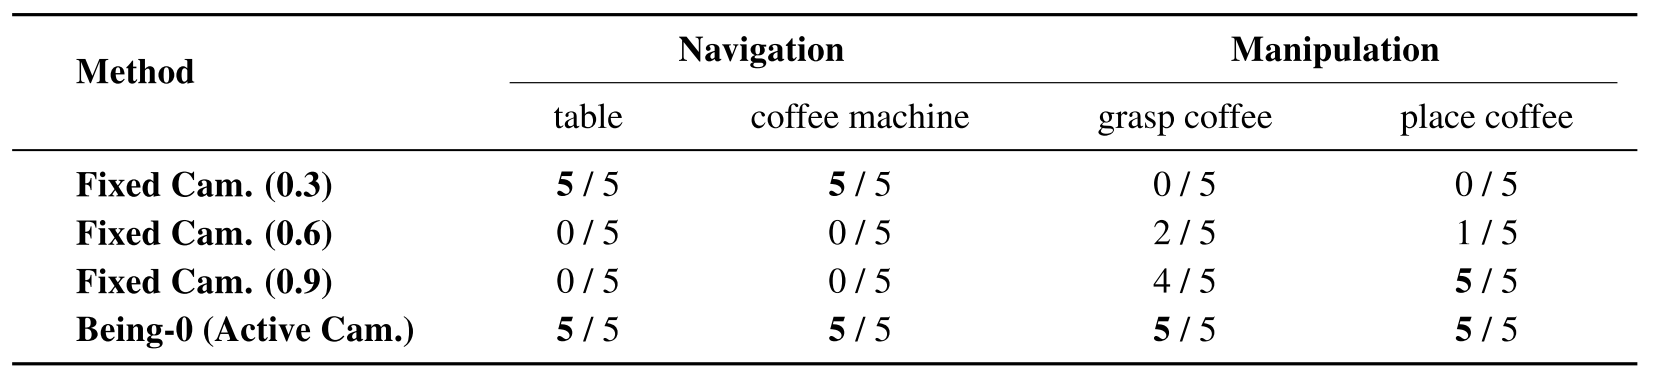 Method Navigation Manipulation
table coffee machine grasp coffee place coffee
Fixed Cam. (0.3) 5 / 5 5 / 5 0 / 5 0 / 5
Fixed Cam. (0.6) 0 / 5 0 / 5 2 / 5 1 / 5
Fixed Cam. (0.9) 0 / 5 0 / 5 4 / 5 5 / 5
Being-0 (Active Cam.) 5 / 5 5 / 5 5 / 5 5 / 5